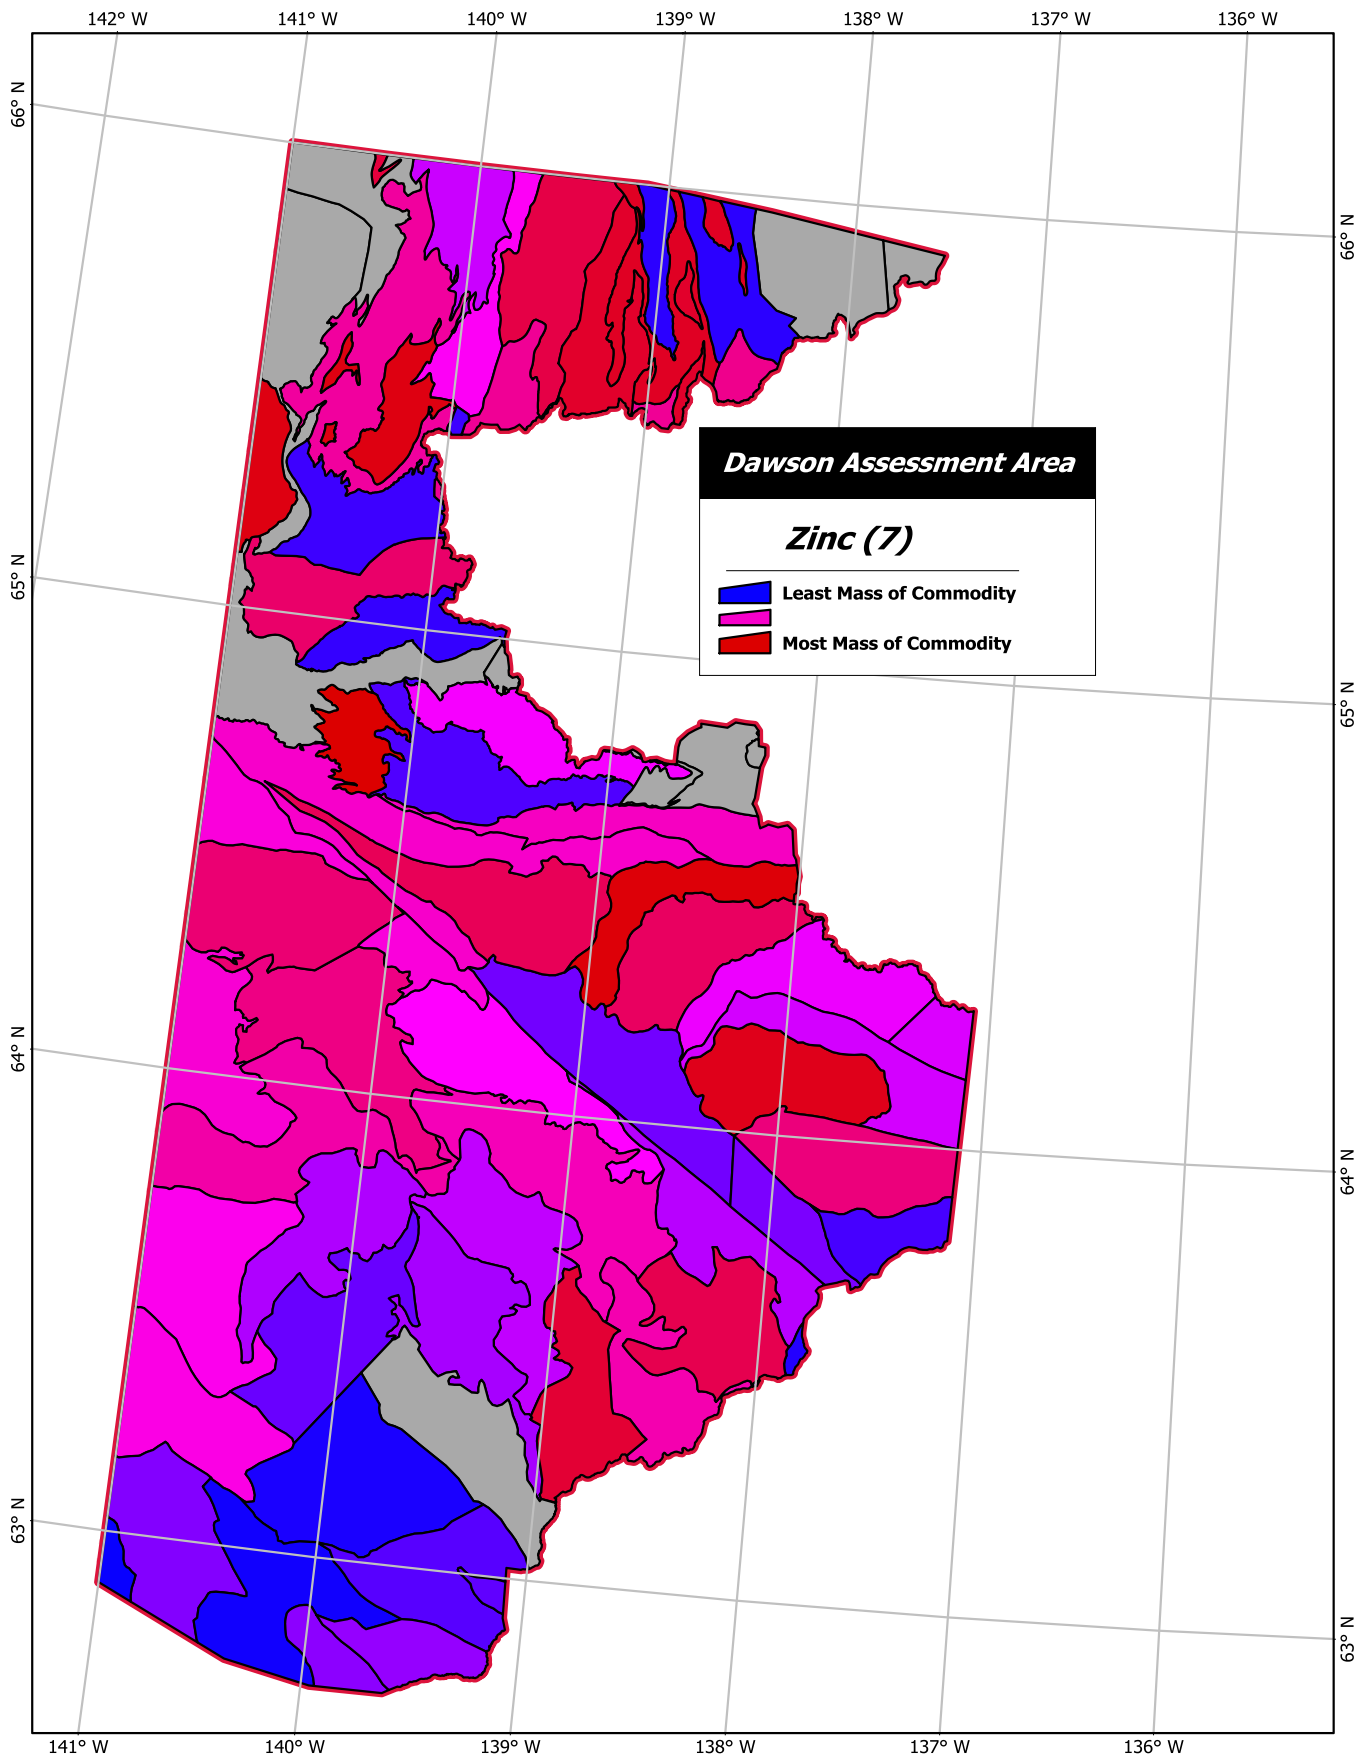 142° W 141° W 140° W 139° W 138° W 137° W 136° W
66° N
66° N
Dawson Assessment Area
Zinc (7)
Least Mass of Commodity
Most Mass of Commodity
65° N
65° N
64° N
64° N
63° N
63° N
141° W 140° W 139° W 138° W 137° W 136° W